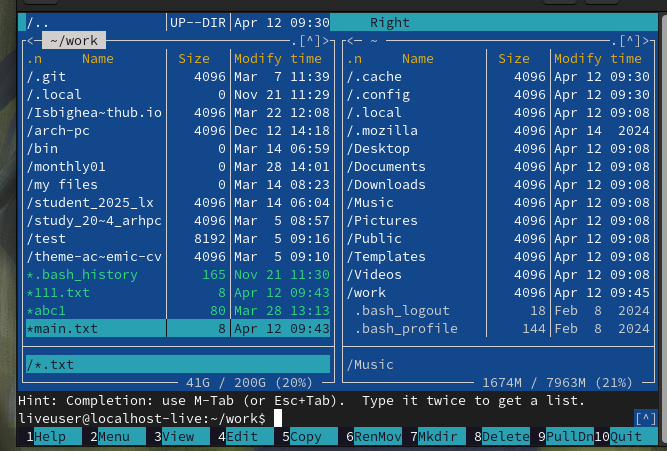 /..                UP--DIR Apr 12 09:30     Right
<─ ~/work ─.[^]>  <─ ~ ─.[^]>
.n     Name          Size   Modify time   .n     Name          Size   Modify time
/.git                 4096 Mar  7 11:39   /.cache               4096 Apr 12 09:30
/.local                  0 Nov 21 11:29   /.config              4096 Apr 12 09:30
/Isbighea~thub.io     4096 Mar 22 12:08   /.local               4096 Apr 12 09:08
/arch-pc              4096 Dec 12 14:18   /.mozilla             4096 Apr 14  2024
/bin                     0 Mar 14 06:59   /Desktop              4096 Apr 12 09:08
/monthly01               0 Mar 28 14:01   /Documents            4096 Apr 12 09:08
/my files                0 Mar 14 08:23   /Downloads            4096 Apr 12 09:08
/student_2025_lx      4096 Mar 14 06:04   /Music                4096 Apr 12 09:08
/study_20~4_arhpc     4096 Mar  5 08:57   /Pictures             4096 Apr 12 09:08
/test                 8192 Mar  5 09:16   /Public               4096 Apr 12 09:08
/theme-ac~emic-cv     4096 Mar  5 09:10   /Templates            4096 Apr 12 09:08
*.bash_history         165 Nov 21 11:30   /Videos               4096 Apr 12 09:08
*111.txt                 8 Apr 12 09:43   /work                 4096 Apr 12 09:45
*abc1                   80 Mar 28 13:13    .bash_logout           18 Feb  8  2024
*main.txt                8 Apr 12 09:43    .bash_profile         144 Feb  8  2024
/*.txt   /Music
41G / 200G (20%)   1674M / 7963M (21%)
Hint: Completion: use M-Tab (or Esc+Tab).  Type it twice to get a list.
liveuser@localhost-live:~/work$   [^]
1Help  2Menu  3View  4Edit  5Copy  6RenMov 7Mkdir  8Delete 9PullDn 10Quit